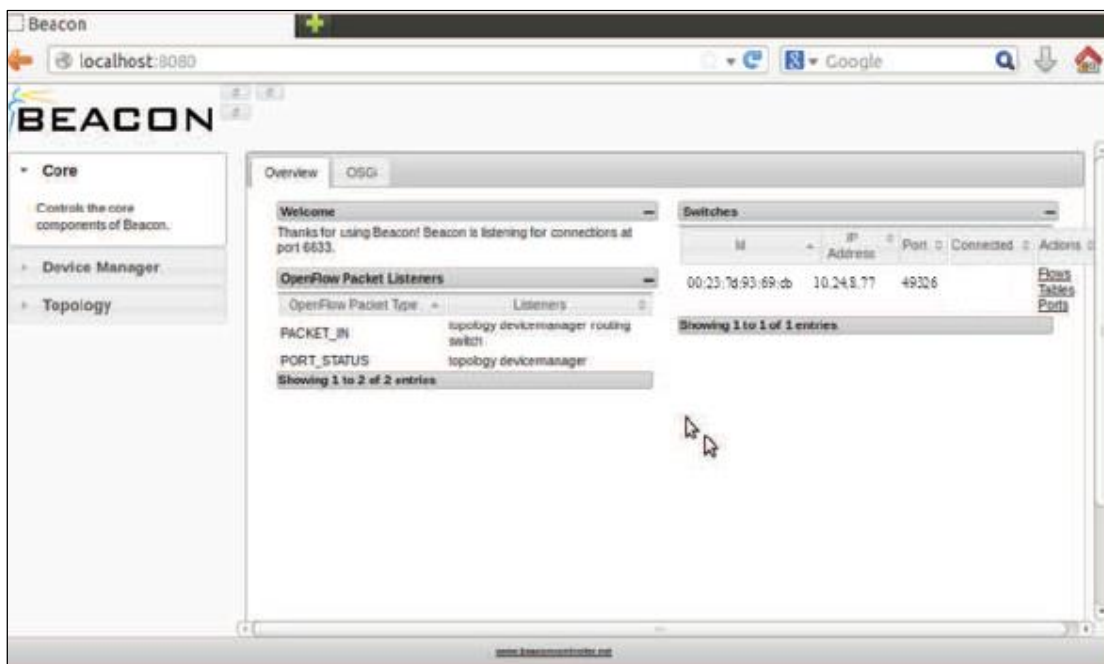 Beacon
localhost:8080
Google
BEACON
Core
Controls the core
components of Beacon.
Device Manager
Topology
Overview OSGi
Welcome
Thanks for using Beacon! Beacon is listening for connections at
port 6633.
OpenFlow Packet Listeners
OpenFlow Packet Type Listeners
PACKET_IN topology devicemanager routing
switch
PORT_STATUS topology devicemanager
Showing 1 to 2 of 2 entries
Switches
Id IP Address Port Connected Actions
00:23:7d:93:69:cb 10.24.8.77 49326 Flows
Tables
Ports
Showing 1 to 1 of 1 entries
www.beaconcontroller.net